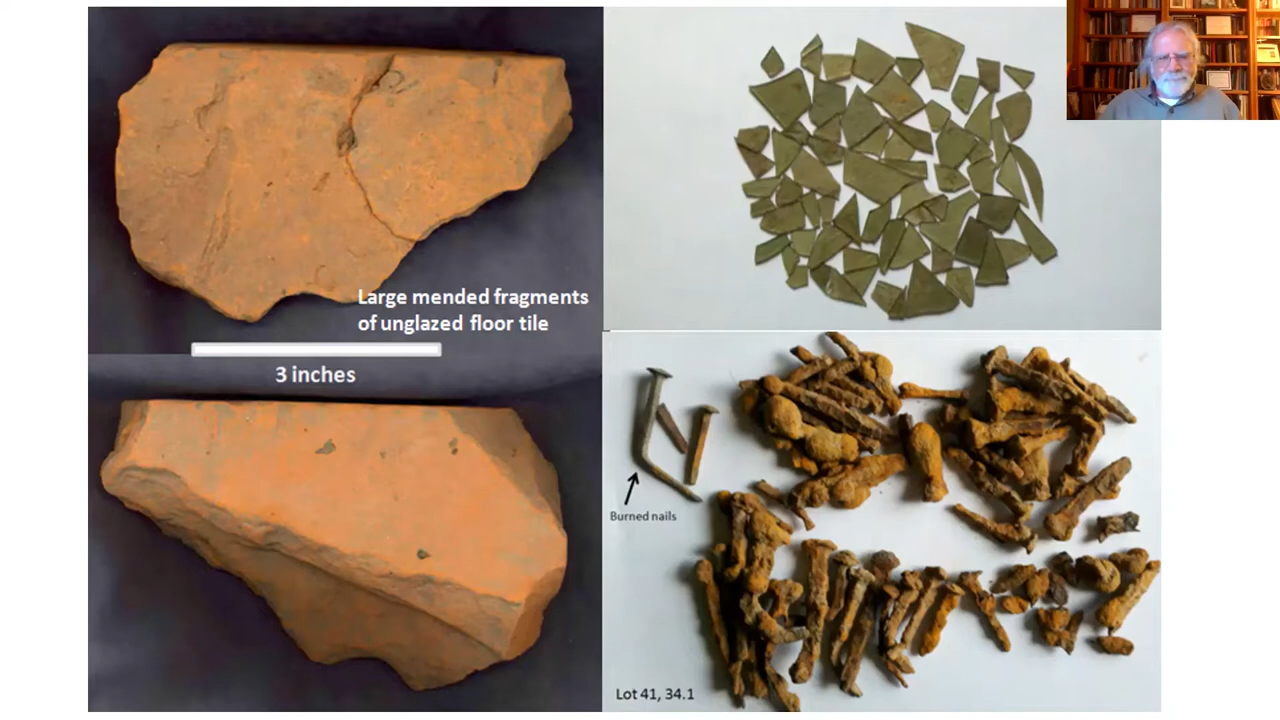 Large mended fragments
of unglazed floor tile
3 inches
Burned nails
Lot 41, 34.1